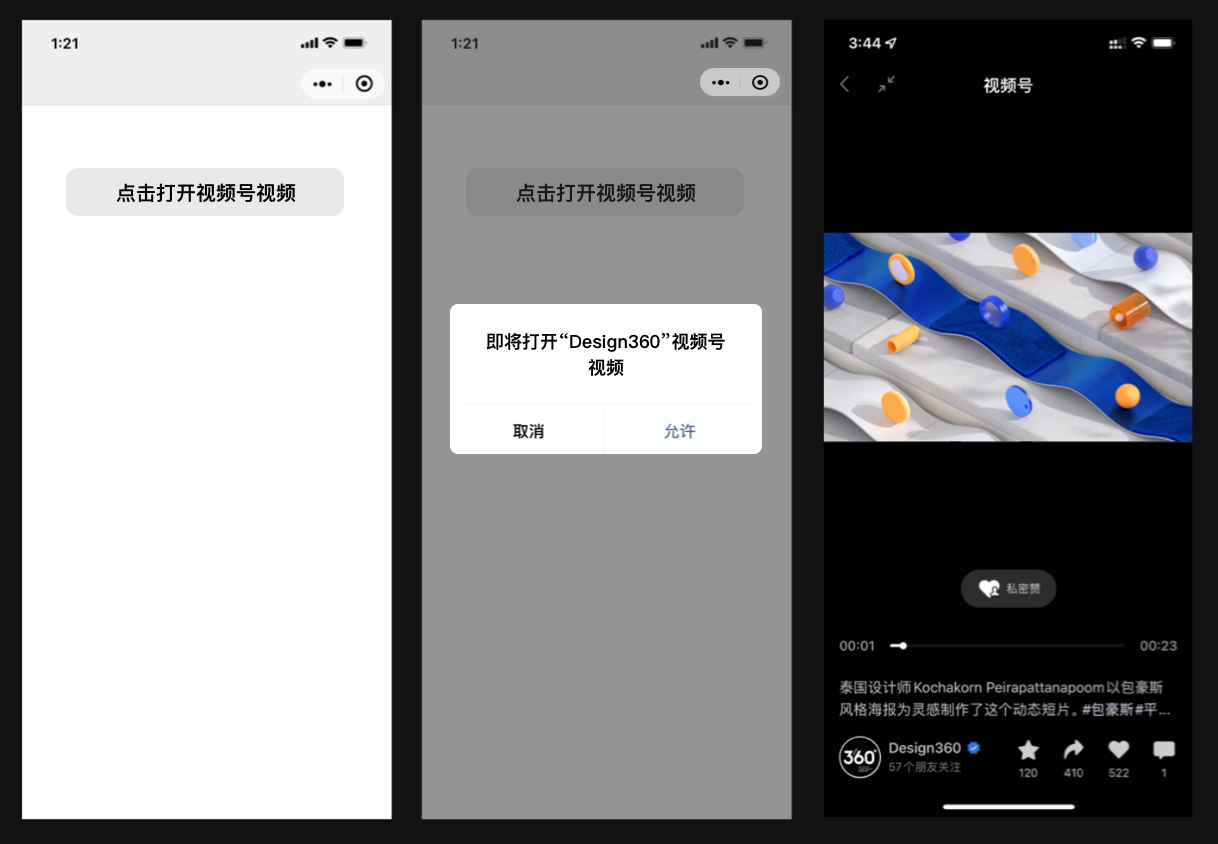 1:21
点击打开视频号视频
1:21
点击打开视频号视频
即将打开“Design360”视频号
视频
取消
允许
3:44
视频号
私密赞
00:01
00:23
泰国设计师Kochakorn Peirapattanapoom以包豪斯
风格海报为灵感制作了这个动态短片。#包豪斯#平...
360°
Design360
57个朋友关注
120
410
522
1